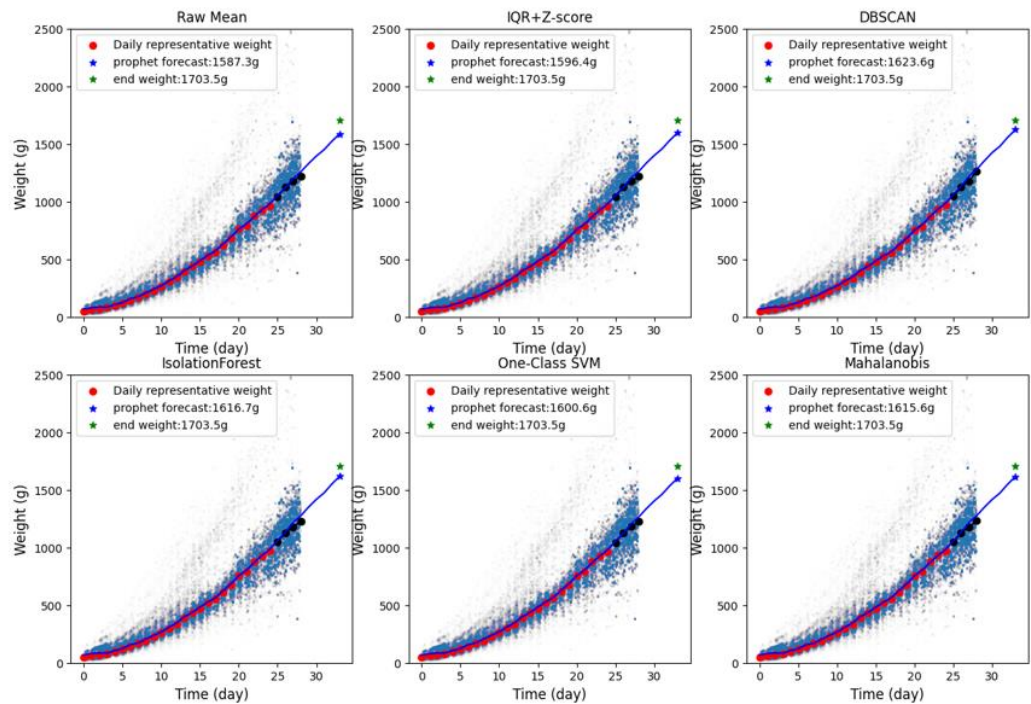 Raw Mean
Weight (g)
2500
2000
1500
1000
500
0
Daily representative weight
prophet forecast:1587.3g
end weight:1703.5g
0 5 10 15 20 25 30
Time (day)
IQR+Z-score
Weight (g)
2500
2000
1500
1000
500
0
Daily representative weight
prophet forecast:1596.4g
end weight:1703.5g
0 5 10 15 20 25 30
Time (day)
DBSCAN
Weight (g)
2500
2000
1500
1000
500
0
Daily representative weight
prophet forecast:1623.6g
end weight:1703.5g
0 5 10 15 20 25 30
Time (day)
IsolationForest
Weight (g)
2500
2000
1500
1000
500
0
Daily representative weight
prophet forecast:1616.7g
end weight:1703.5g
0 5 10 15 20 25 30
Time (day)
One-Class SVM
Weight (g)
2500
2000
1500
1000
500
0
Daily representative weight
prophet forecast:1600.6g
end weight:1703.5g
0 5 10 15 20 25 30
Time (day)
Mahalanobis
Weight (g)
2500
2000
1500
1000
500
0
Daily representative weight
prophet forecast:1615.6g
end weight:1703.5g
0 5 10 15 20 25 30
Time (day)